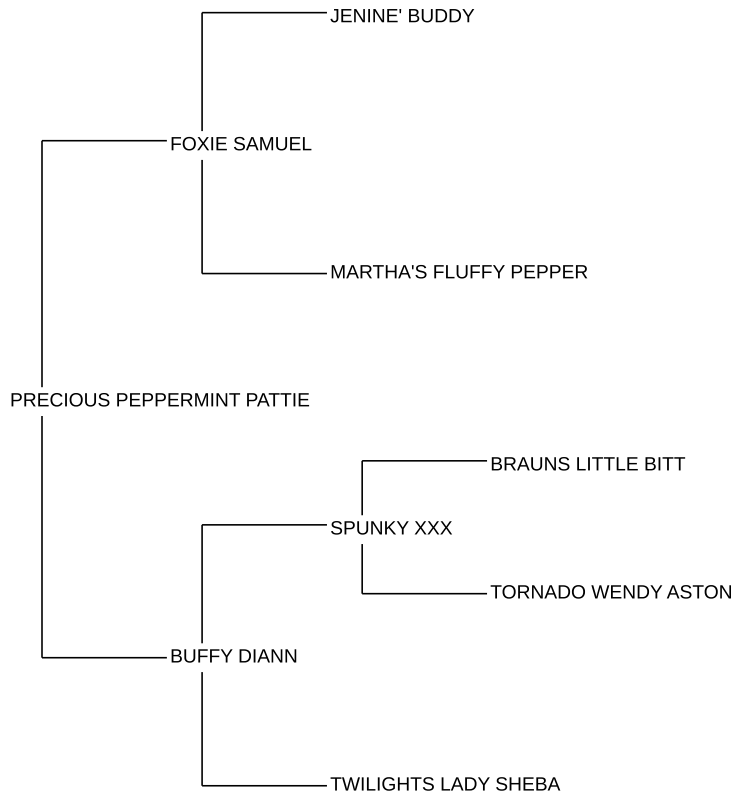 JENINE' BUDDY
FOXIE SAMUEL
MARTHA'S FLUFFY PEPPER
PRECIOUS PEPPERMINT PATTIE
BRAUNS LITTLE BITT
SPUNKY XXX
TORNADO WENDY ASTON
BUFFY DIANN
TWILIGHTS LADY SHEBA